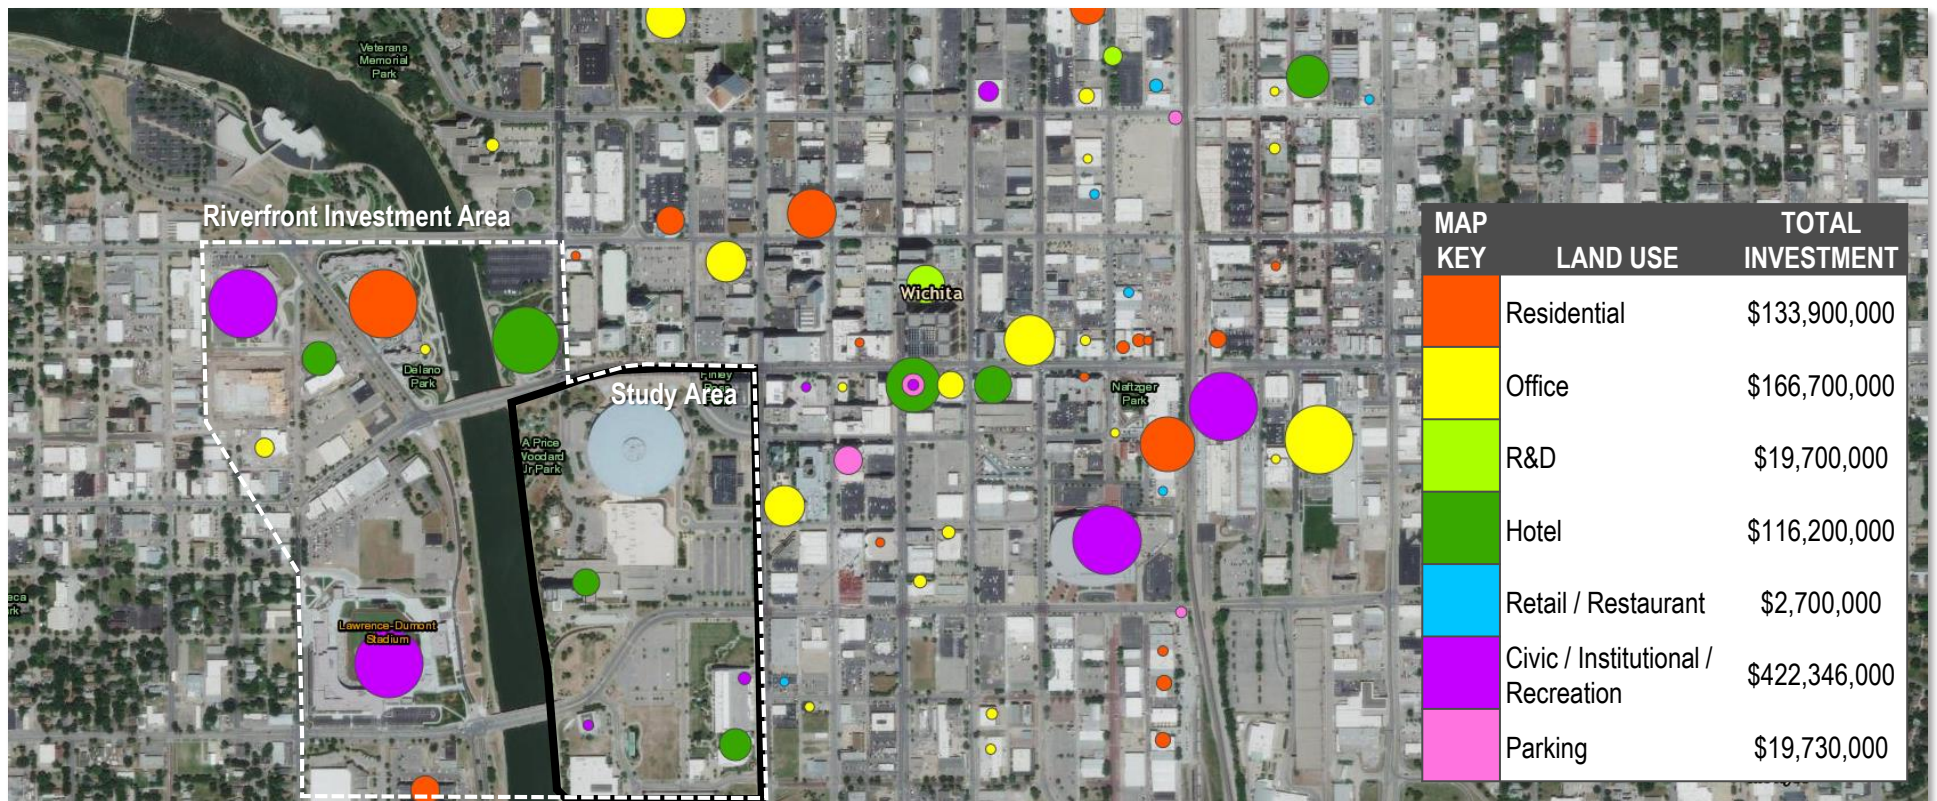 Veterans
Memorial
Park
Riverfront Investment Area
Wichita
Delano
Park
Study Area
Naftzger
Park
A Price
Woodard
Jr Park
Lawrence-Dumont
Stadium
MAP KEY LAND USE TOTAL INVESTMENT
Residential $133,900,000
Office $166,700,000
R&D $19,700,000
Hotel $116,200,000
Retail / Restaurant $2,700,000
Civic / Institutional /
Recreation $422,346,000
Parking $19,730,000